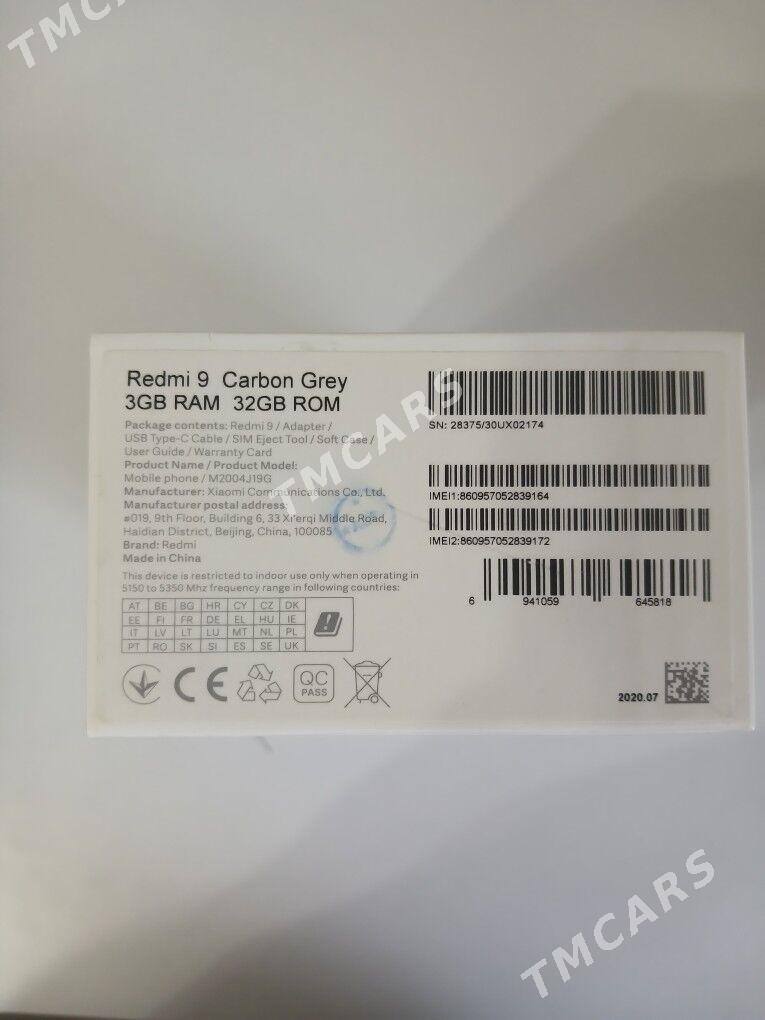 TMCARS
Redmi 9 Carbon Grey
3GB RAM 32GB ROM
Package contents: Redmi 9 / Adapter /
USB Type-C Cable / SIM Eject Tool / Soft Case /
User Guide / Warranty Card
Product Name / Product Model:
Mobile phone / M2004J19G
Manufacturer: Xiaomi Communications Co., Ltd.
Manufacturer postal address:
#019, 9th Floor, Building 6, 33 Xi'erqi Middle Road,
Haidian District, Beijing, China, 100085
Brand: Redmi
Made in China
This device is restricted to indoor use only when operating in
5150 to 5350 Mhz frequency range in following countries:
AT BE BG HR CY CZ DK
EE FI FR DE EL HU IE
IT LV LT LU MT NL PL
PT RO SK SI ES SE UK
CE
QC
PASS
SN: 28375/30UX02174
IMEI1:860957052839164
IMEI2:860957052839172
6 941059 645818
2020.07
TMCARS
TMCARS